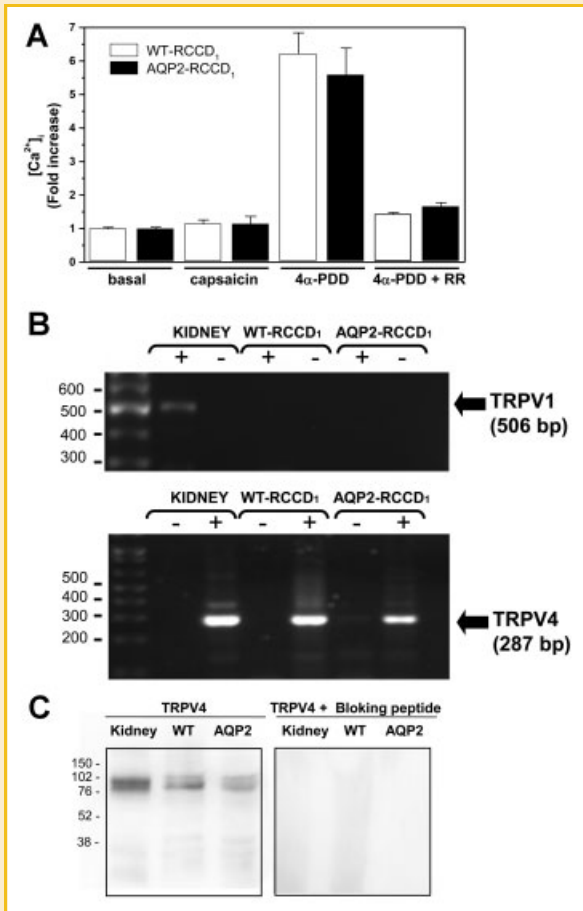 A
7
6
5
4
3
2
1
0
[Ca²⁺]ᵢ
(Fold increase)
WT-RCCD₁
AQP2-RCCD₁
basal capsaicin 4α-PDD 4α-PDD + RR
B
KIDNEY WT-RCCD₁ AQP2-RCCD₁
+ - + - + -
600
500
400
300
TRPV1
(506 bp)
KIDNEY WT-RCCD₁ AQP2-RCCD₁
- + - + - +
500
400
300
200
TRPV4
(287 bp)
C
TRPV4 TRPV4 + Bloking peptide
Kidney WT AQP2 Kidney WT AQP2
150 -
102 -
76 -
52 -
38 -